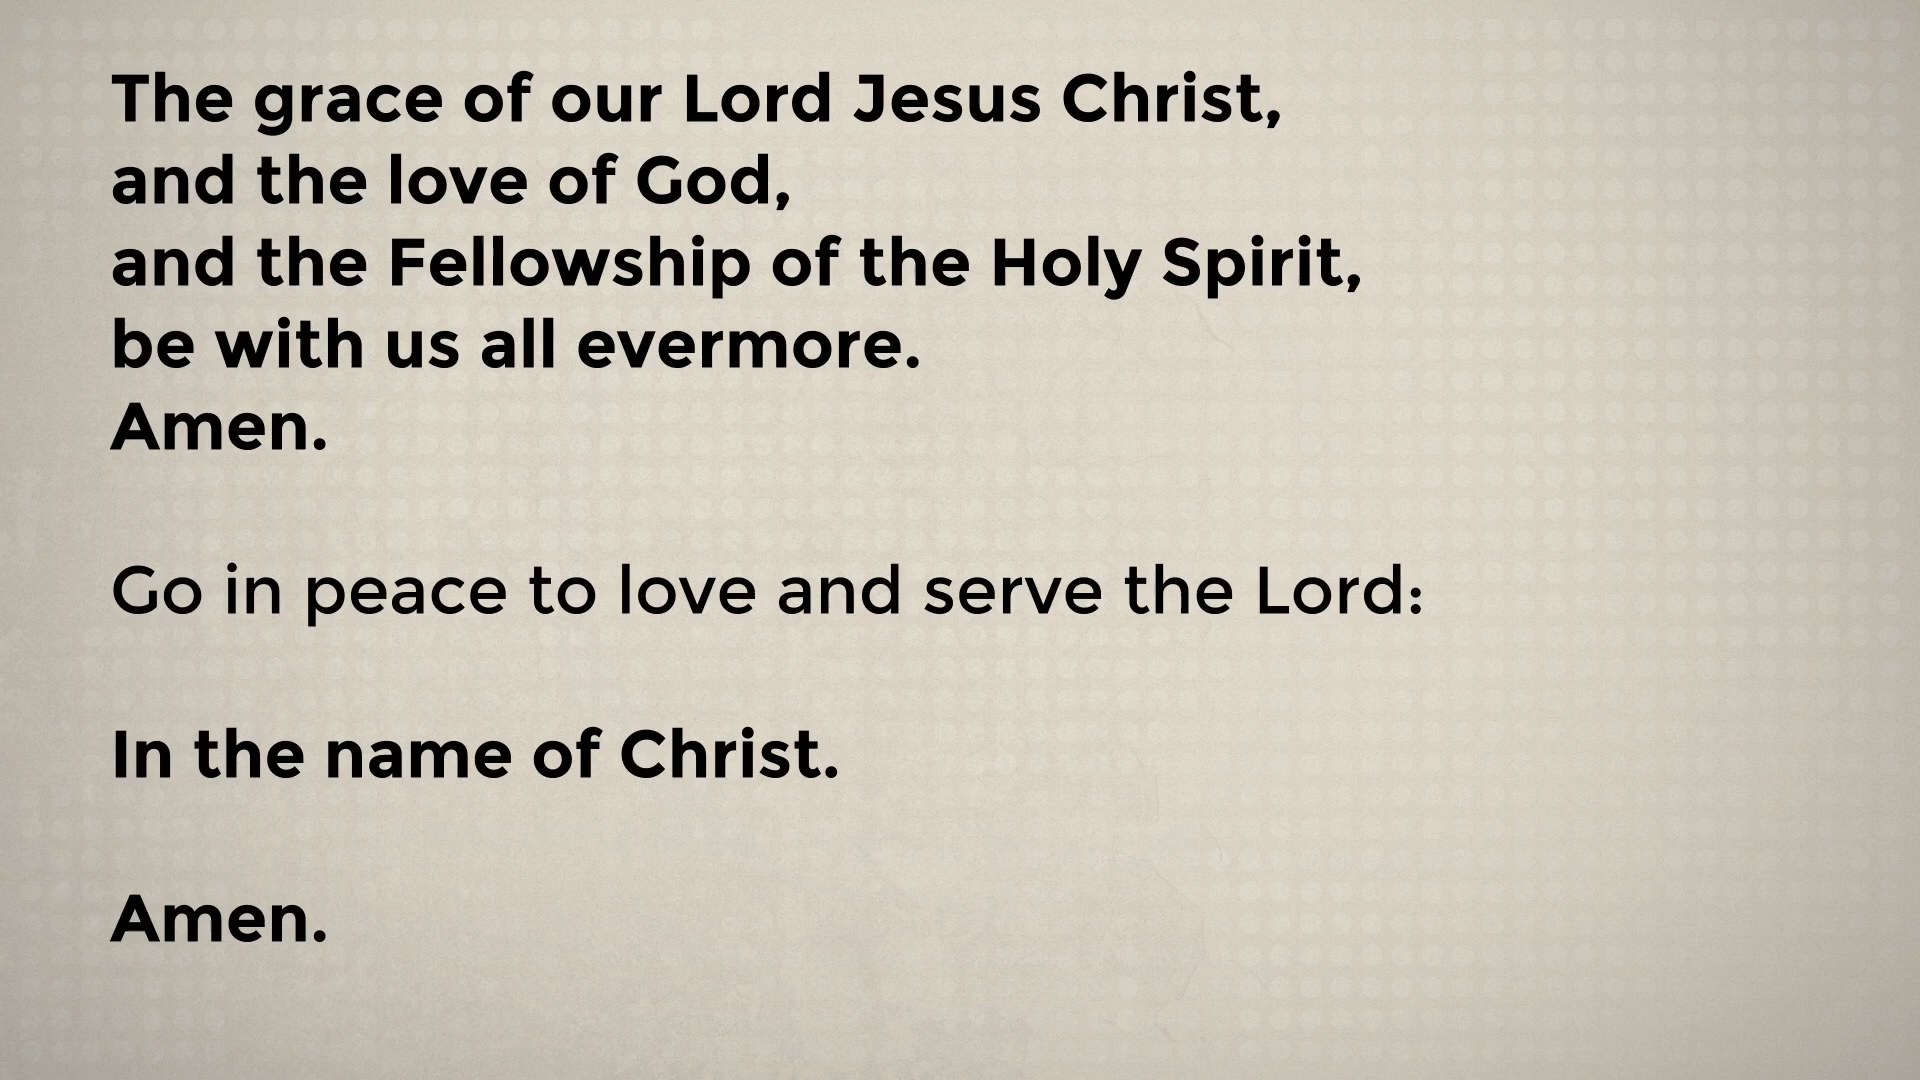 The grace of our Lord Jesus Christ,
and the love of God,
and the Fellowship of the Holy Spirit,
be with us all evermore.
Amen.
Go in peace to love and serve the Lord:
In the name of Christ.
Amen.